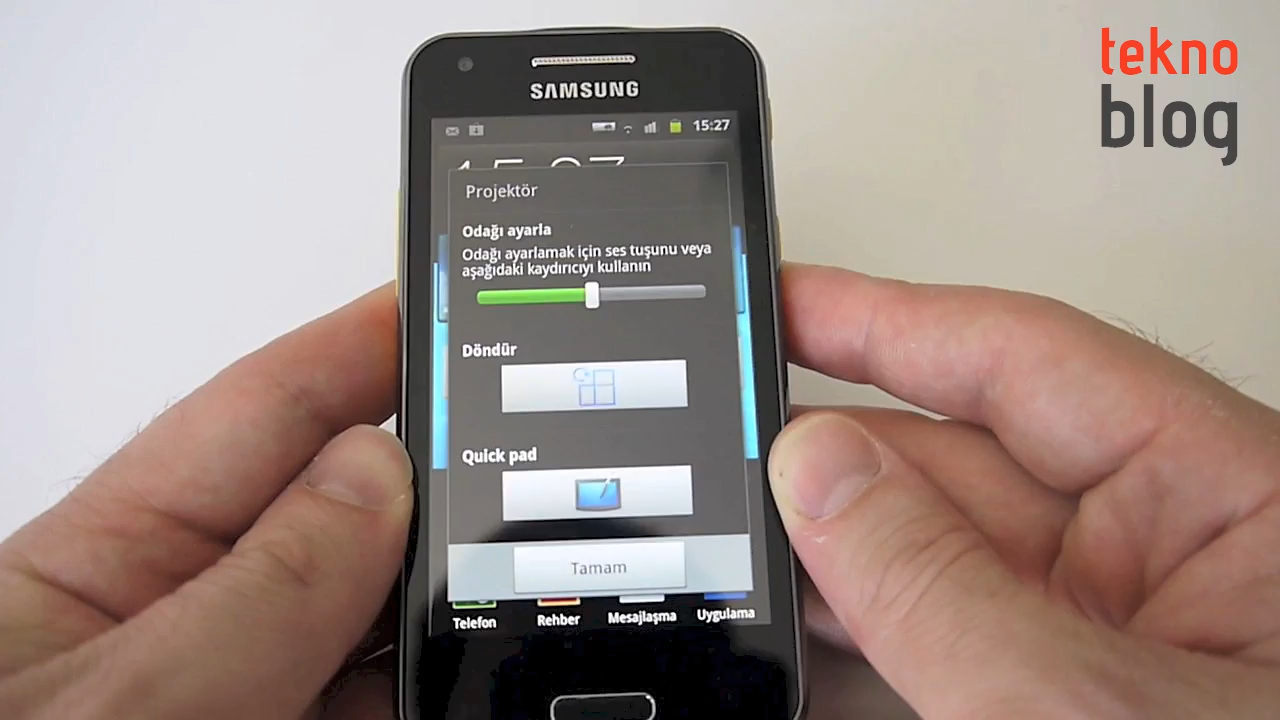 tekno
blog
SAMSUNG
15:27
Projektör
Odağı ayarla
Odağı ayarlamak için ses tuşunu veya
aşağıdaki kaydırıcıyı kullanın
Döndür
Quick pad
Tamam
Telefon Rehber Mesajlaşma Uygulama